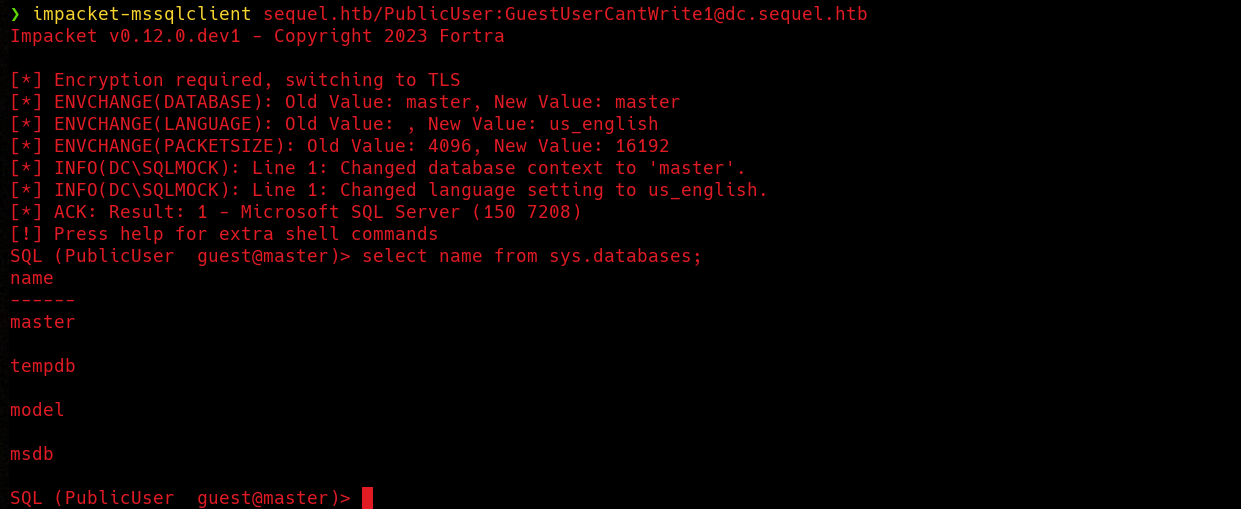 ❯ impacket-mssqlclient sequel.htb/PublicUser:GuestUserCantWrite1@dc.sequel.htb
Impacket v0.12.0.dev1 - Copyright 2023 Fortra
[*] Encryption required, switching to TLS
[*] ENVCHANGE(DATABASE): Old Value: master, New Value: master
[*] ENVCHANGE(LANGUAGE): Old Value: , New Value: us_english
[*] ENVCHANGE(PACKETSIZE): Old Value: 4096, New Value: 16192
[*] INFO(DC\SQLMOCK): Line 1: Changed database context to 'master'.
[*] INFO(DC\SQLMOCK): Line 1: Changed language setting to us_english.
[*] ACK: Result: 1 - Microsoft SQL Server (150 7208)
[!] Press help for extra shell commands
SQL (PublicUser  guest@master)> select name from sys.databases;
name
------
master
tempdb
model
msdb
SQL (PublicUser  guest@master)>